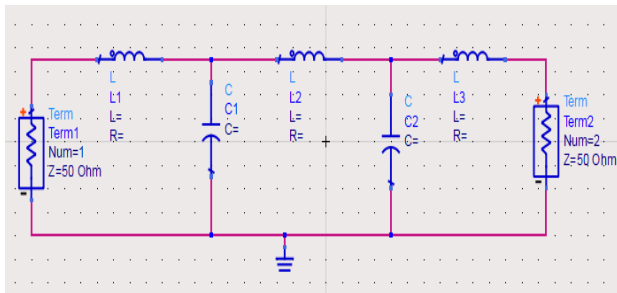 L
L1
L=
R=
C
C1
C=
L
L2
L=
R=
C
C2
C=
L
L3
L=
R=
+
Term
Term1
Num=1
Z=50 Ohm
-
+
Term
Term2
Num=2
Z=50 Ohm
-